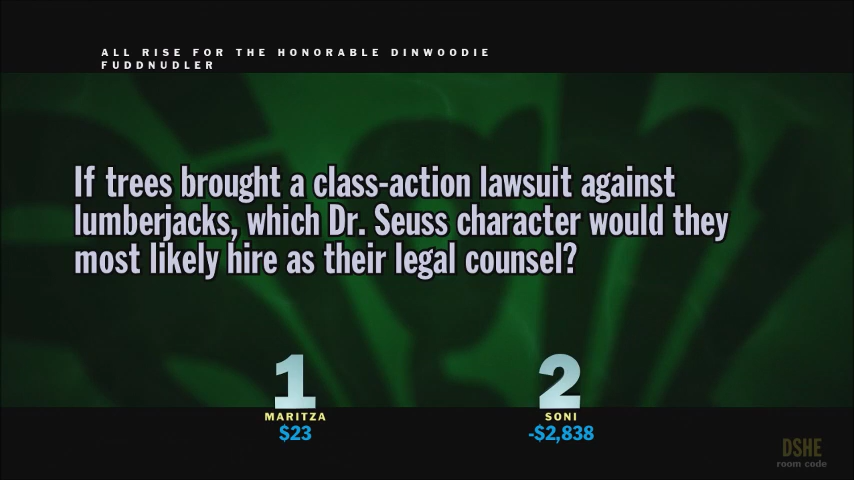 ALL RISE FOR THE HONORABLE DINWOODIE
FUDDNUDLER
If trees brought a class-action lawsuit against
lumberjacks, which Dr. Seuss character would they
most likely hire as their legal counsel?
1
MARITZA
$23
2
SONI
-$2,838
DSHE
room code